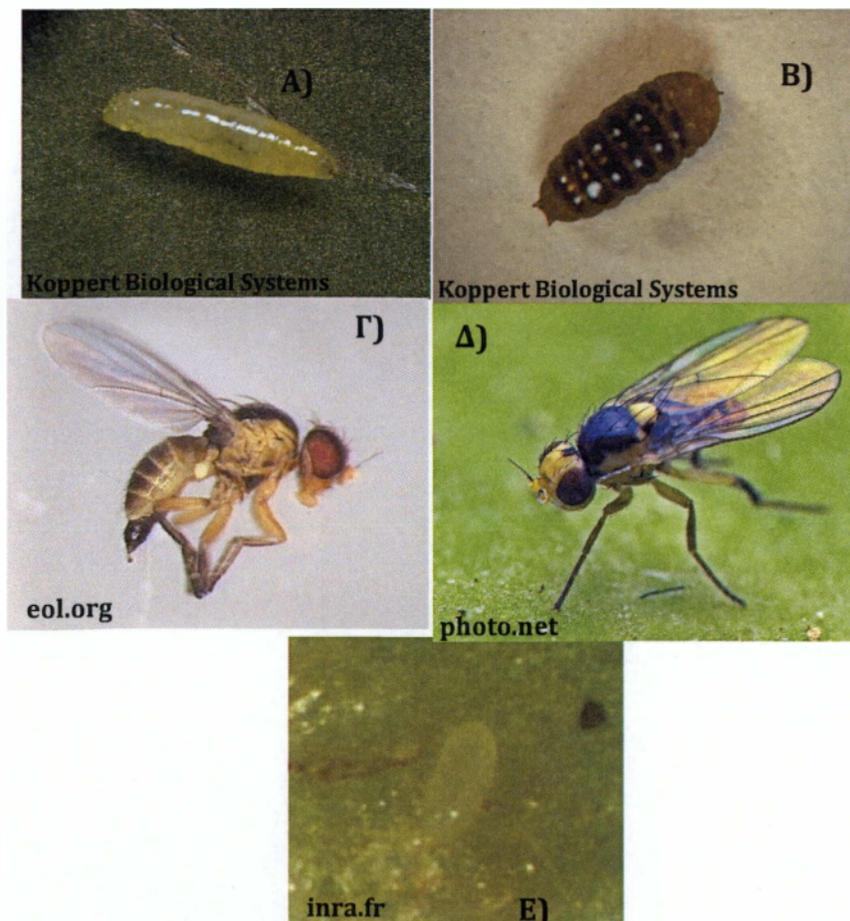 Α)
Β)
Koppert Biological Systems
Koppert Biological Systems
Γ)
Δ)
eol.org
photo.net
inra.fr
Ε)